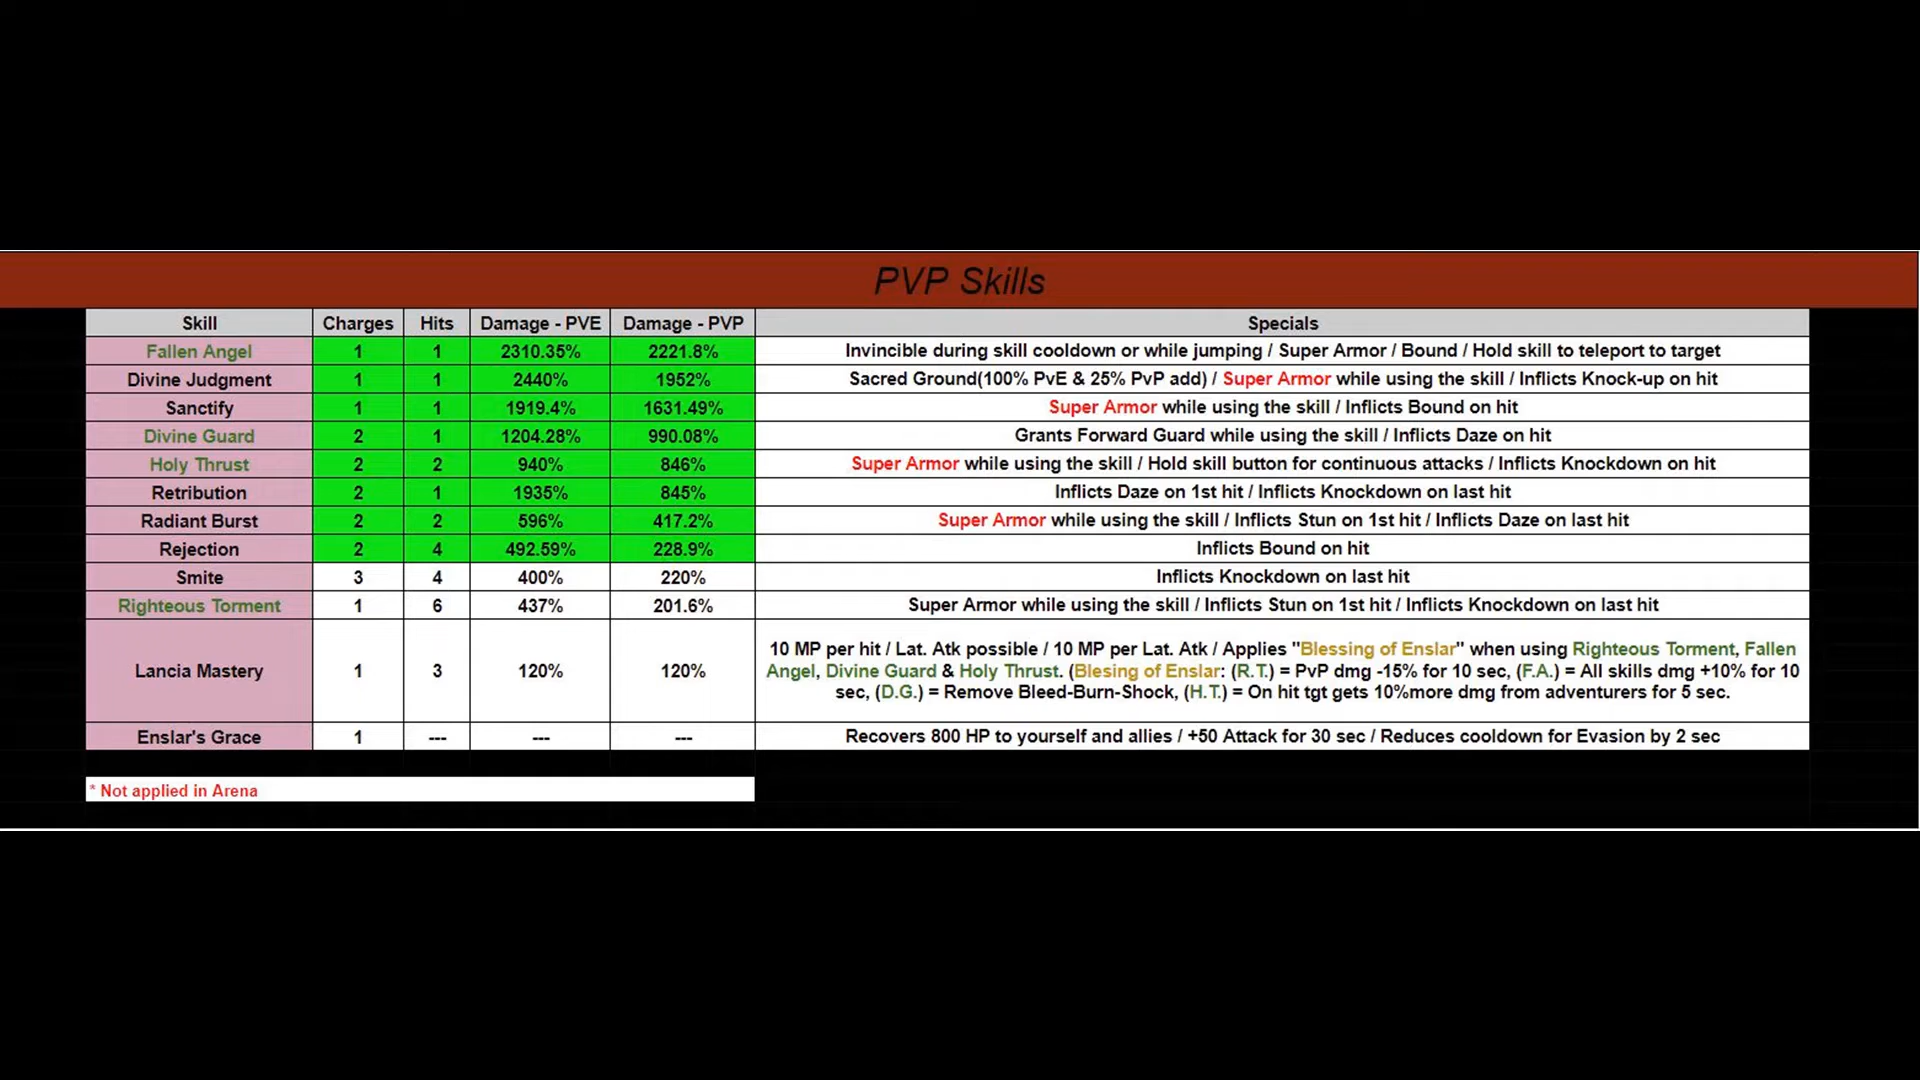 PVP Skills
Skill Charges Hits Damage - PVE Damage - PVP Specials
Fallen Angel 1 1 2310.35% 2221.8% Invincible during skill cooldown or while jumping / Super Armor / Bound / Hold skill to teleport to target
Divine Judgment 1 1 2440% 1952% Sacred Ground(100% PvE & 25% PvP add) / Super Armor while using the skill / Inflicts Knock-up on hit
Sanctify 1 1 1919.4% 1631.49% Super Armor while using the skill / Inflicts Bound on hit
Divine Guard 2 1 1204.28% 990.08% Grants Forward Guard while using the skill / Inflicts Daze on hit
Holy Thrust 2 2 940% 846% Super Armor while using the skill / Hold skill button for continuous attacks / Inflicts Knockdown on hit
Retribution 2 1 1935% 845% Inflicts Daze on 1st hit / Inflicts Knockdown on last hit
Radiant Burst 2 2 596% 417.2% Super Armor while using the skill / Inflicts Stun on 1st hit / Inflicts Daze on last hit
Rejection 2 4 492.59% 228.9% Inflicts Bound on hit
Smite 3 4 400% 220% Inflicts Knockdown on last hit
Righteous Torment 1 6 437% 201.6% Super Armor while using the skill / Inflicts Stun on 1st hit / Inflicts Knockdown on last hit
Lancia Mastery 1 3 120% 120% 10 MP per hit / Lat. Atk possible / 10 MP per Lat. Atk / Applies "Blessing of Enslar" when using Righteous Torment, Fallen
Angel, Divine Guard & Holy Thrust. (Blesing of Enslar: (R.T.) = PvP dmg -15% for 10 sec, (F.A.) = All skills dmg +10% for 10
sec, (D.G.) = Remove Bleed-Burn-Shock, (H.T.) = On hit tgt gets 10%more dmg from adventurers for 5 sec.
Enslar's Grace 1 --- --- --- Recovers 800 HP to yourself and allies / +50 Attack for 30 sec / Reduces cooldown for Evasion by 2 sec
* Not applied in Arena